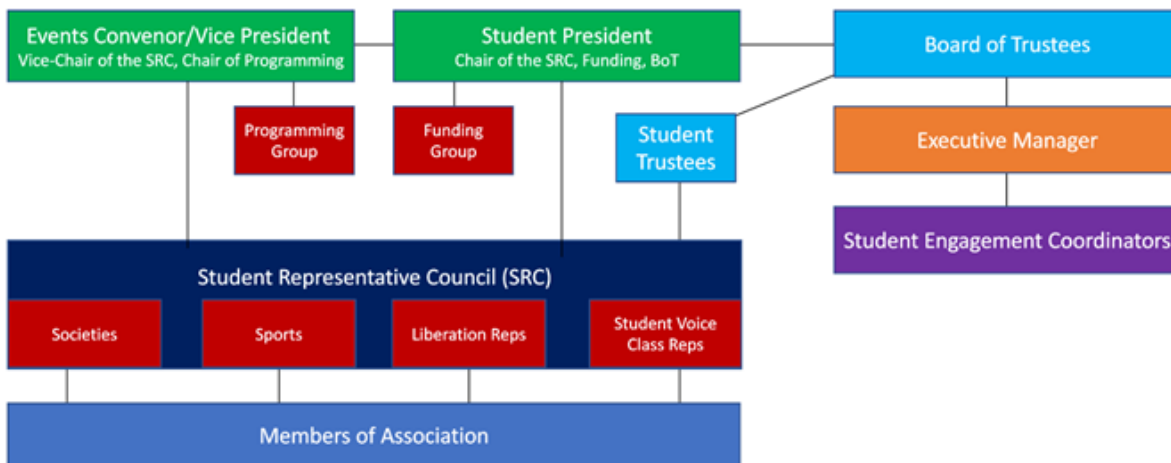 Events Convenor/Vice President
Vice-Chair of the SRC, Chair of Programming
Student President
Chair of the SRC, Funding, BoT
Board of Trustees
Programming
Group
Funding
Group
Student
Trustees
Executive Manager
Student Engagement Coordinators
Student Representative Council (SRC)
Societies
Sports
Liberation Reps
Student Voice
Class Reps
Members of Association